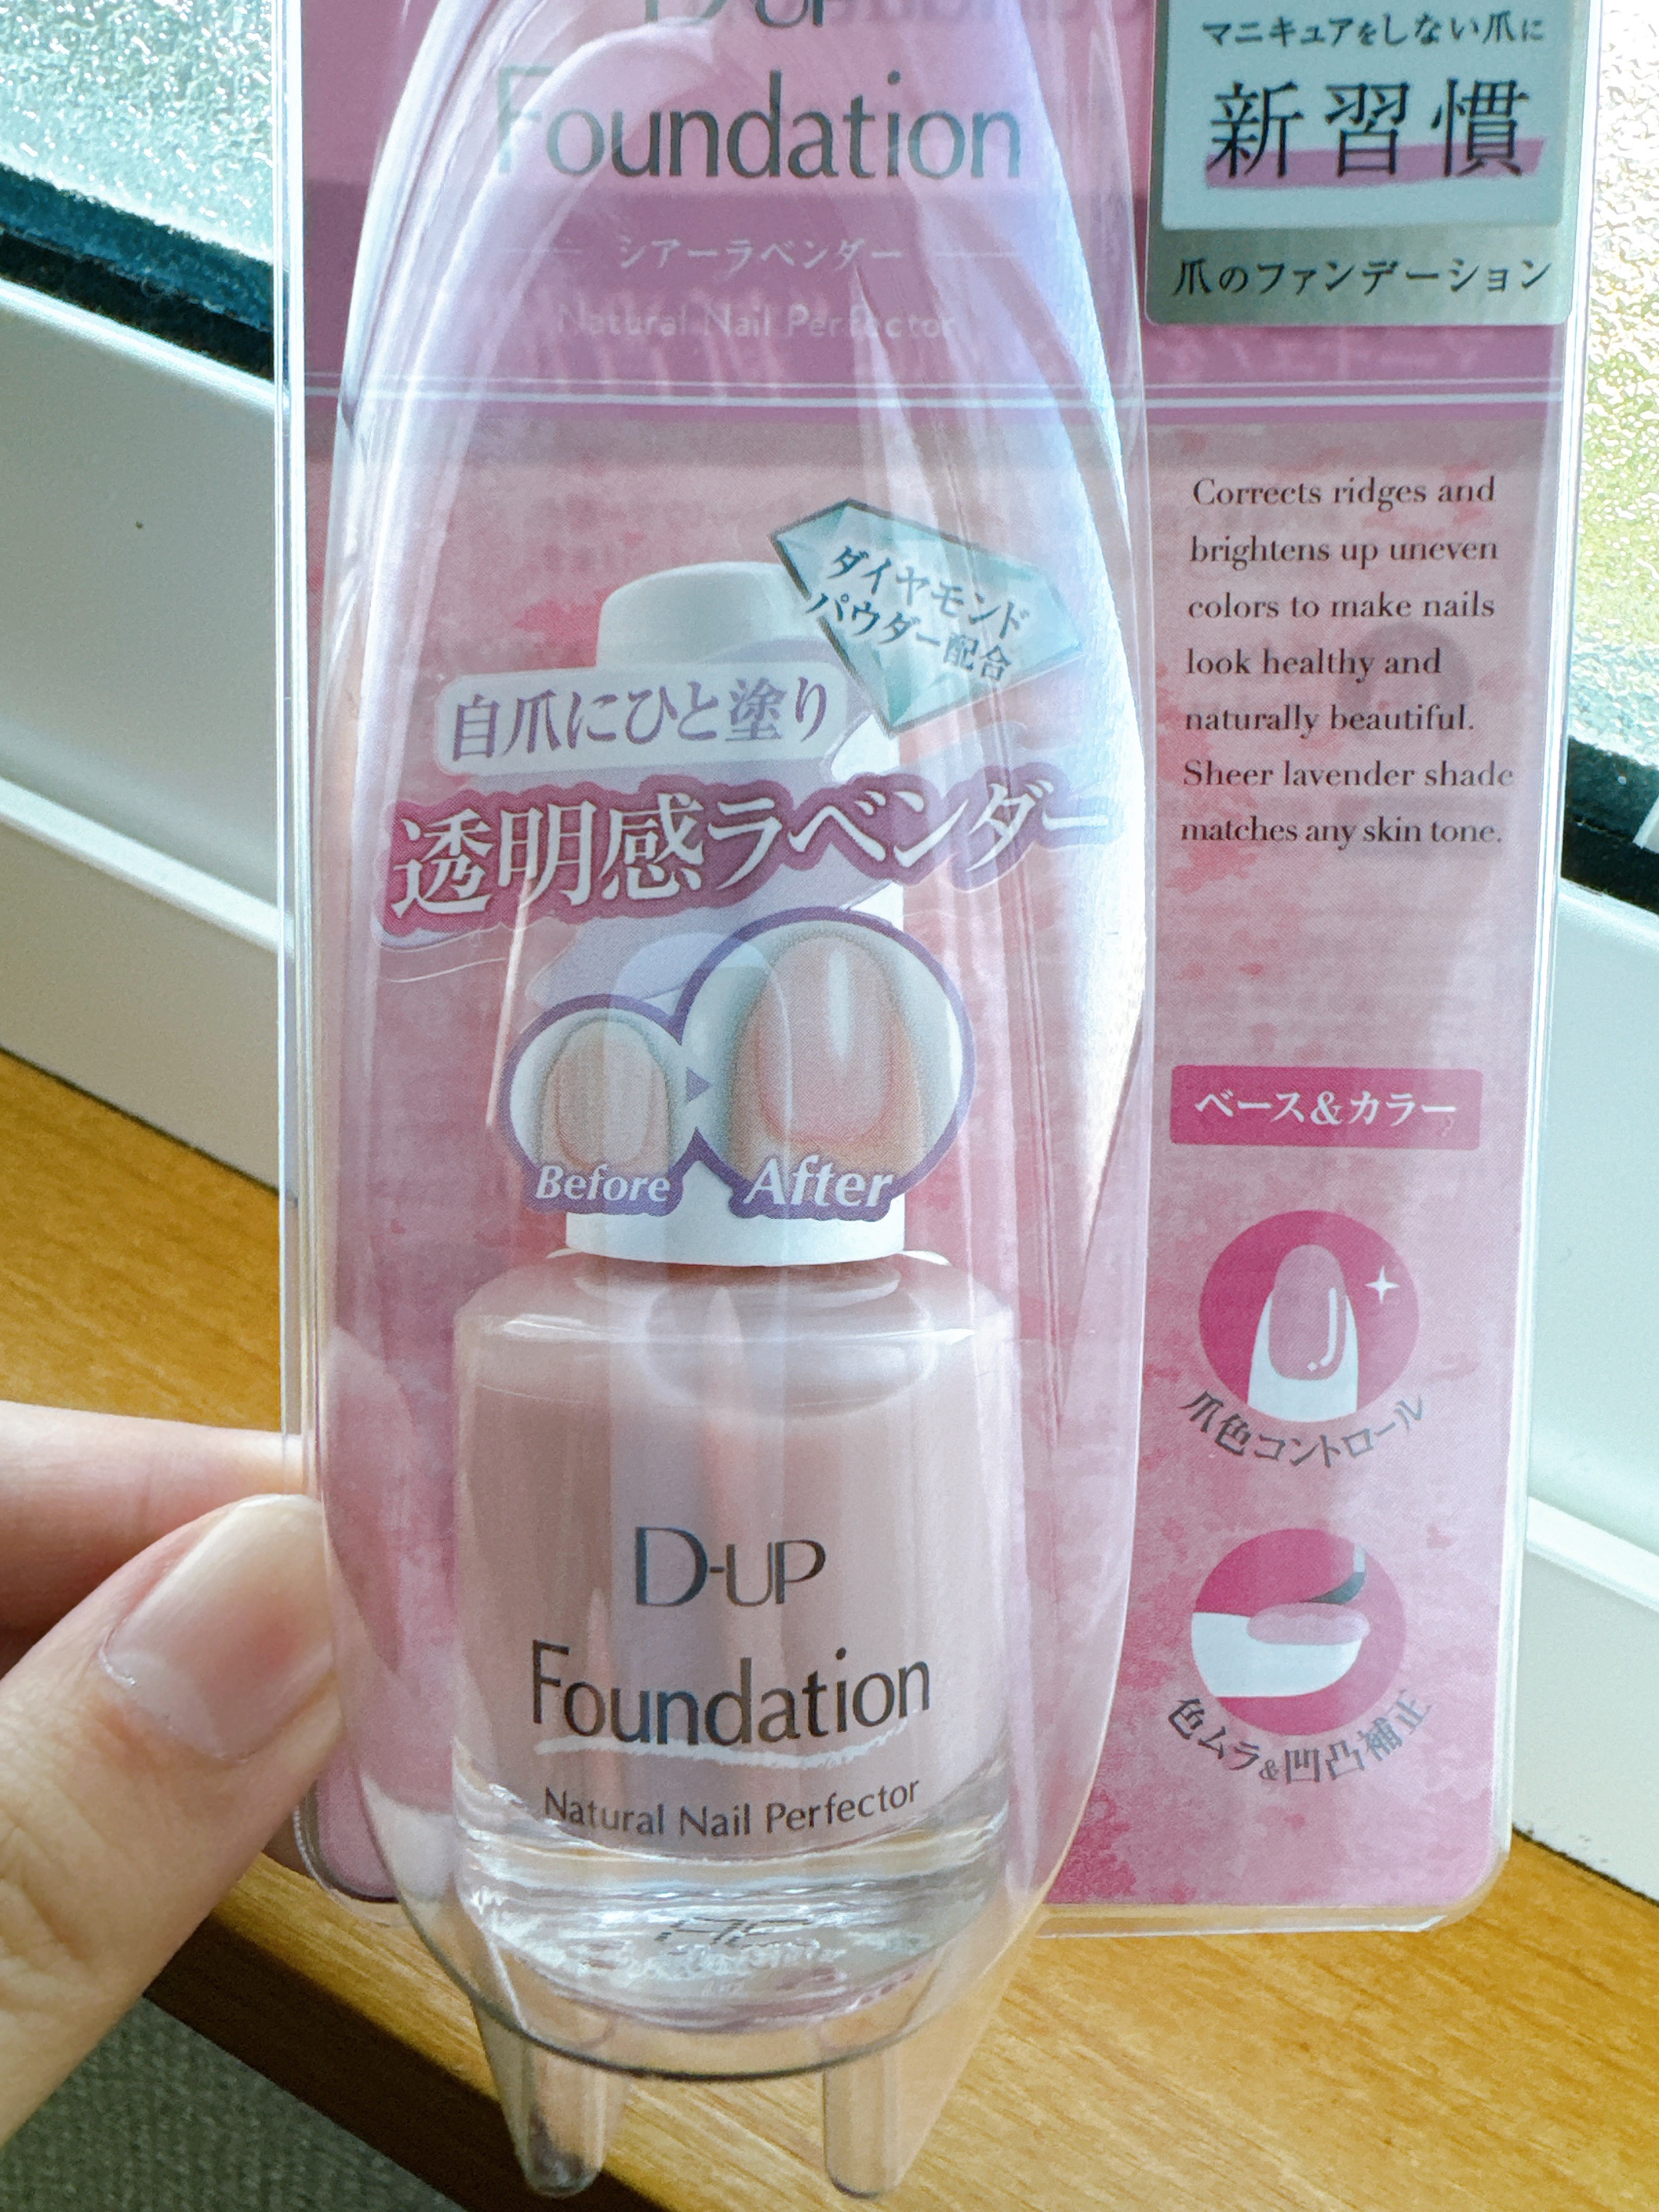 D-UP
Foundation
シアーラベンダー
Natural Nail Perfector
マニキュアをしない爪に
新習慣
爪のファンデーション
Corrects ridges and
brightens up uneven
colors to make nails
look healthy and
naturally beautiful.
Sheer lavender shade
matches any skin tone.
ダイヤモンド
パウダー配合
自爪にひと塗り
透明感ラベンダー
Before
After
ベース&カラー
爪色コントロール
色ムラ&凹凸補正
D-UP
Foundation
Natural Nail Perfector